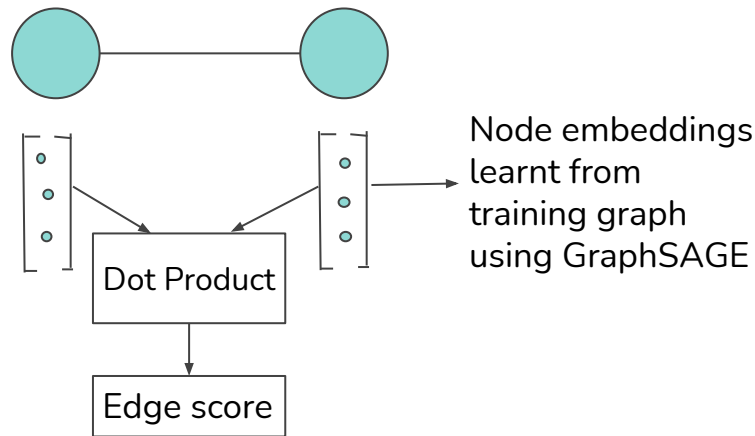 Node embeddings
learnt from
training graph
using GraphSAGE
Dot Product
Edge score